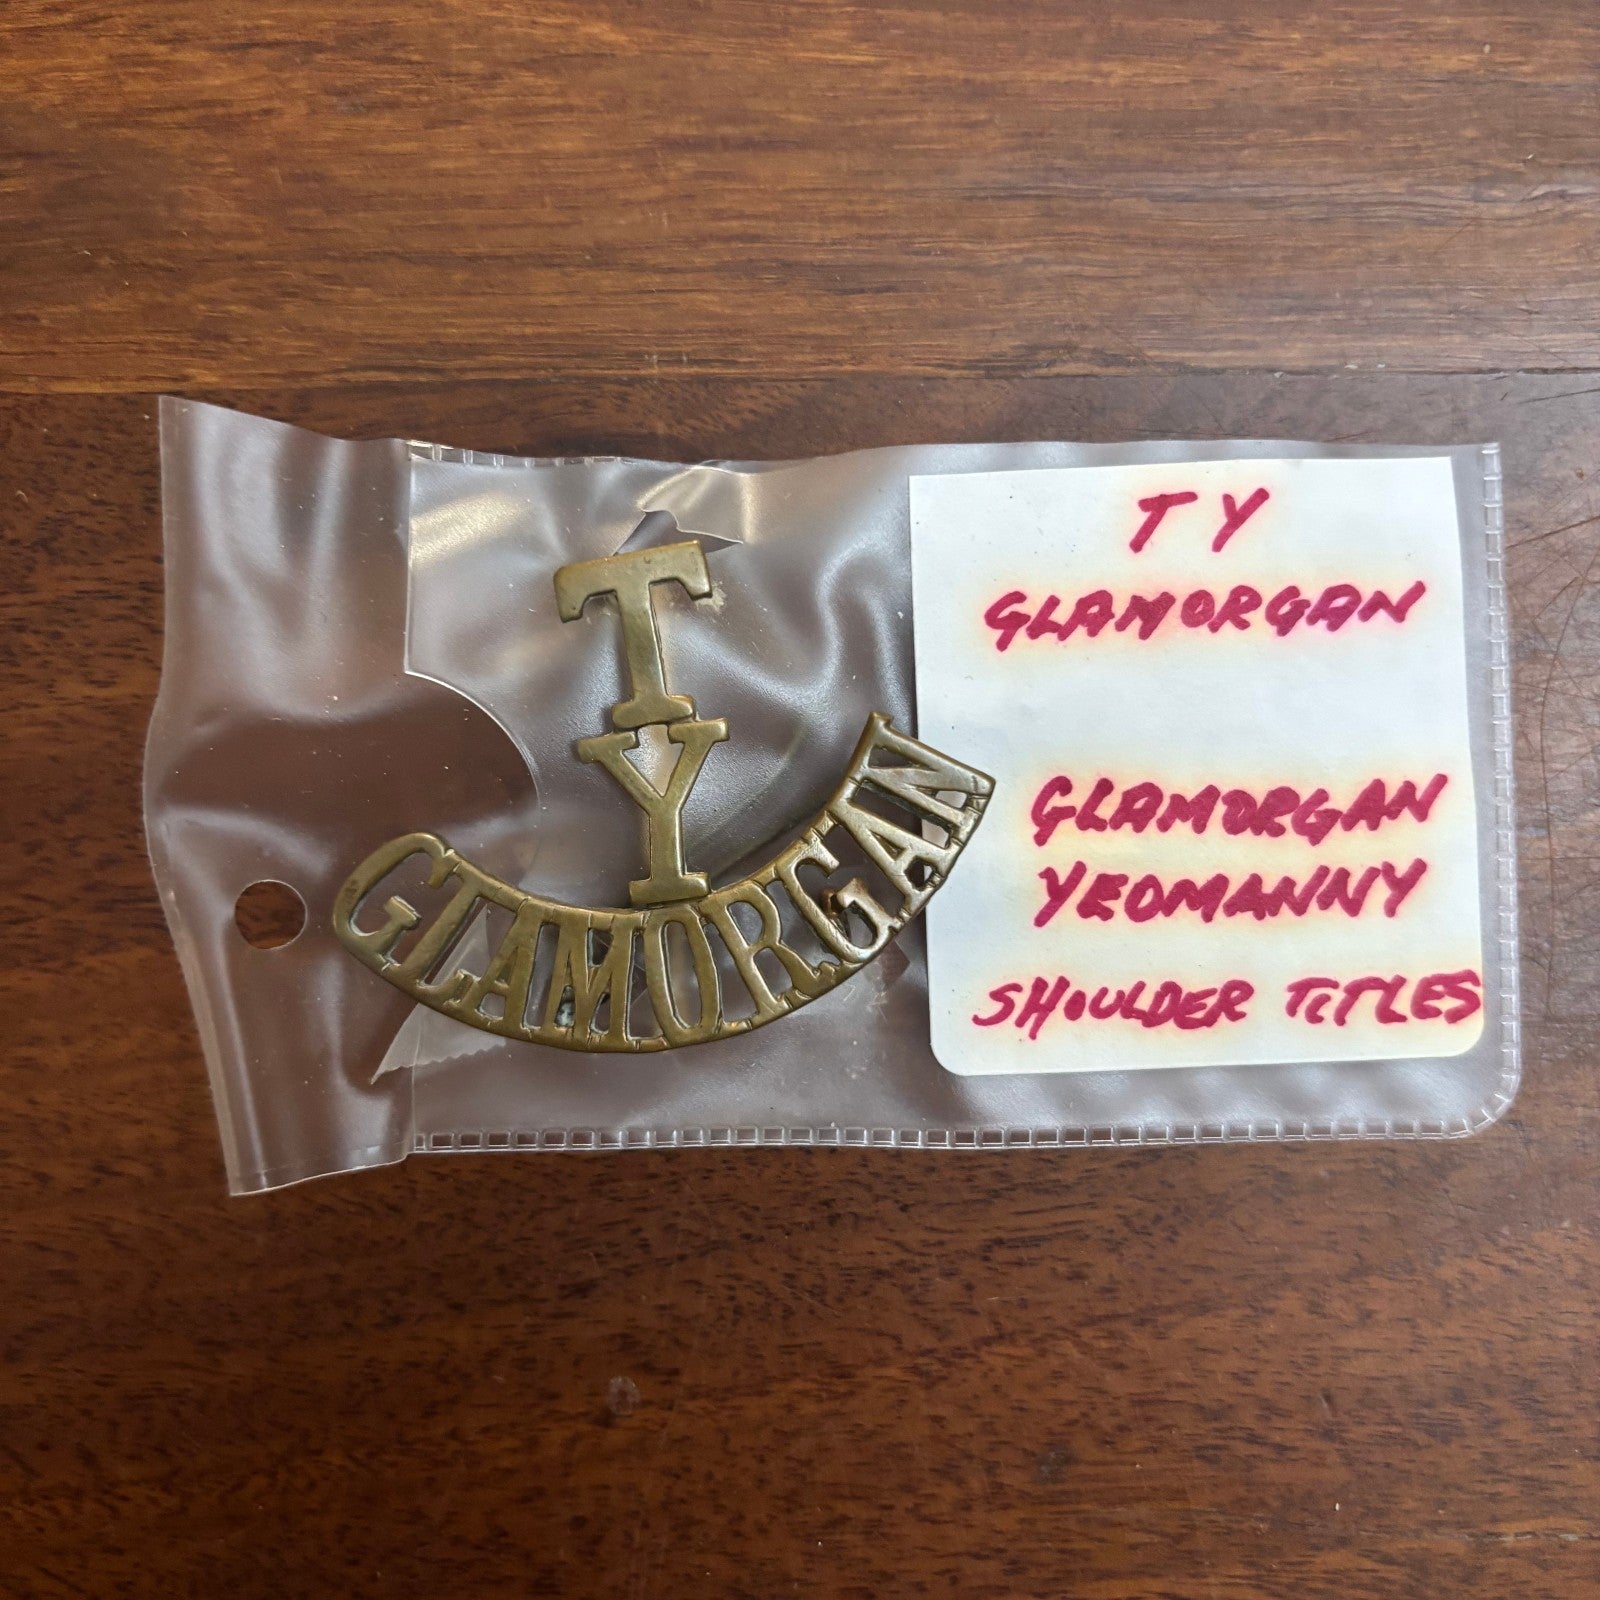 T
Y
GLAMORGAN
T Y
GLAMORGAN
GLAMORGAN
YEOMANNY
SHOULDER TITLES